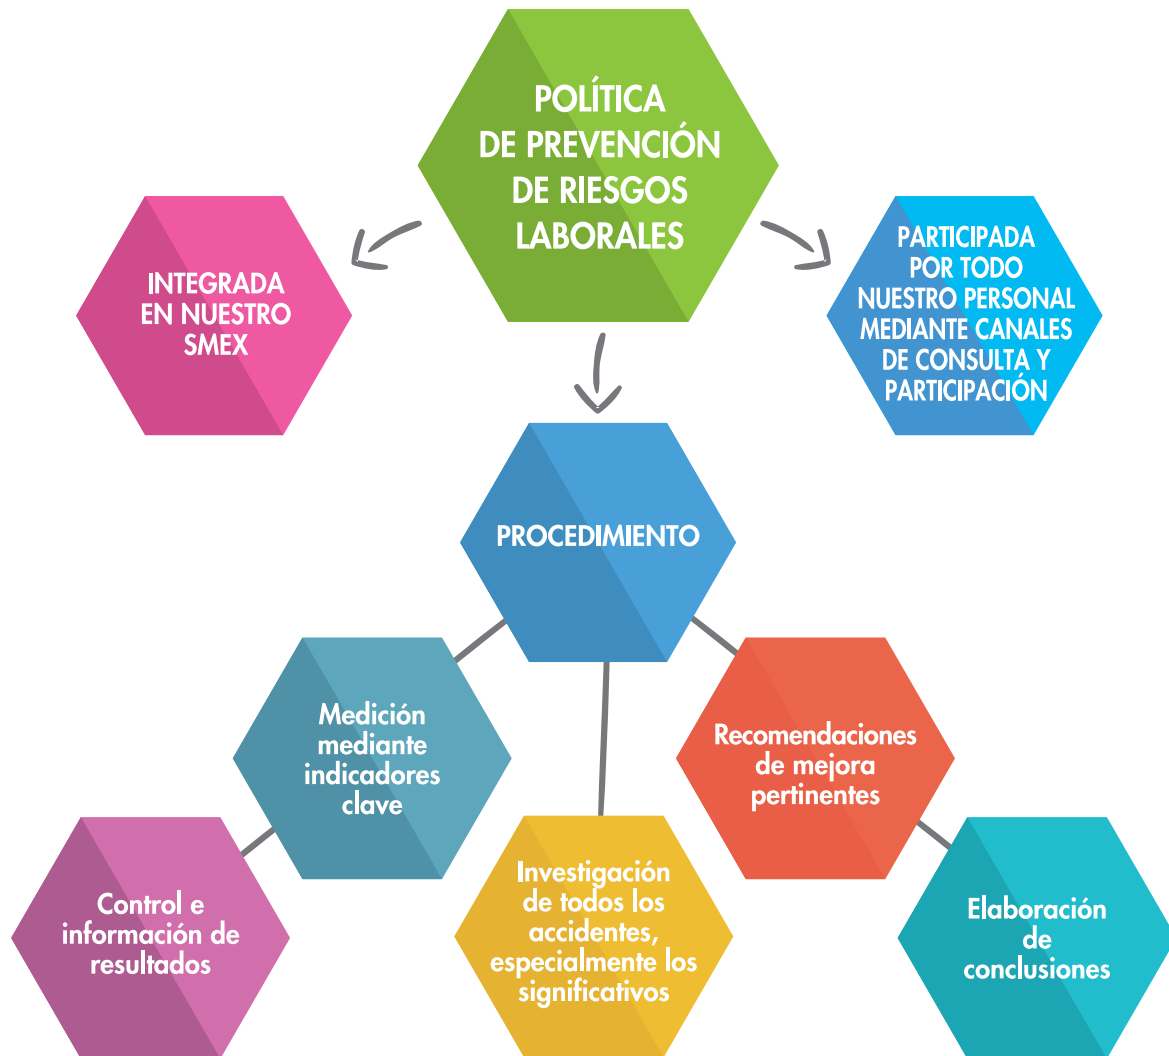 POLÍTICA
DE PREVENCIÓN
DE RIESGOS
LABORALES
INTEGRADA
EN NUESTRO
SMEX
PARTICIPADA
POR TODO
NUESTRO PERSONAL
MEDIANTE CANALES
DE CONSULTA Y
PARTICIPACIÓN
PROCEDIMIENTO
Medición
mediante
indicadores
clave
Recomendaciones
de mejora
pertinentes
Control e
información de
resultados
Investigación
de todos los
accidentes,
especialmente los
significativos
Elaboración
de
conclusiones